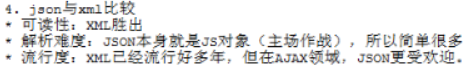 4. json与xml比较
* 可读性：XML胜出
* 解析难度：JSON本身就是JS对象（主场作战），所以简单很多
* 流行度：XML已经流行好多年，但在AJAX领域，JSON更受欢迎。